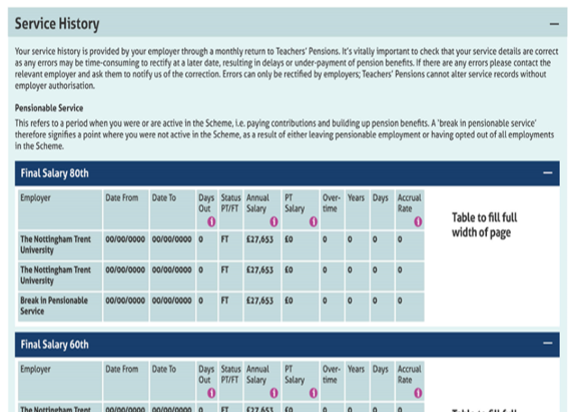 Service History
Your service history is provided by your employer through a monthly return to Teachers' Pensions. It's vitally important to check that your service details are correct
as any errors may be time-consuming to rectify at a later date, resulting in delays or under-payment of pension benefits. If there are any errors please contact the
relevant employer and ask them to notify us of the correction. Errors can only be rectified by employers; Teachers' Pensions cannot alter service records without
employer authorisation.
Pensionable Service
This refers to a period when you were or are active in the Scheme, i.e. paying contributions and building up pension benefits. A 'break in pensionable service'
therefore signifies a point where you were not active in the Scheme, as a result of either leaving pensionable employment or having opted out of all employments
in the Scheme.
Final Salary 80th
Employer Date From Date To Days Status Annual PT Over- Years Days Accrual
Out PT/FT Salary Salary time Rate
Table to fill full
width of page
The Nottingham Trent 00/00/0000 00/00/0000 0 FT £27,653 £0 0 0 0 0
University
The Nottingham Trent 00/00/0000 00/00/0000 0 FT £27,653 £0 0 0 0 0
University
Break in Pensionable 00/00/0000 00/00/0000 0 FT £27,653 £0 0 0 0 0
Service
Final Salary 60th
Employer Date From Date To Days Status Annual PT Over- Years Days Accrual
Out PT/FT Salary Salary time Rate
The Nottingham Trent 00/00/0000 00/00/0000 0 FT £27,653 £0 0 0 0 0
Table to fill full